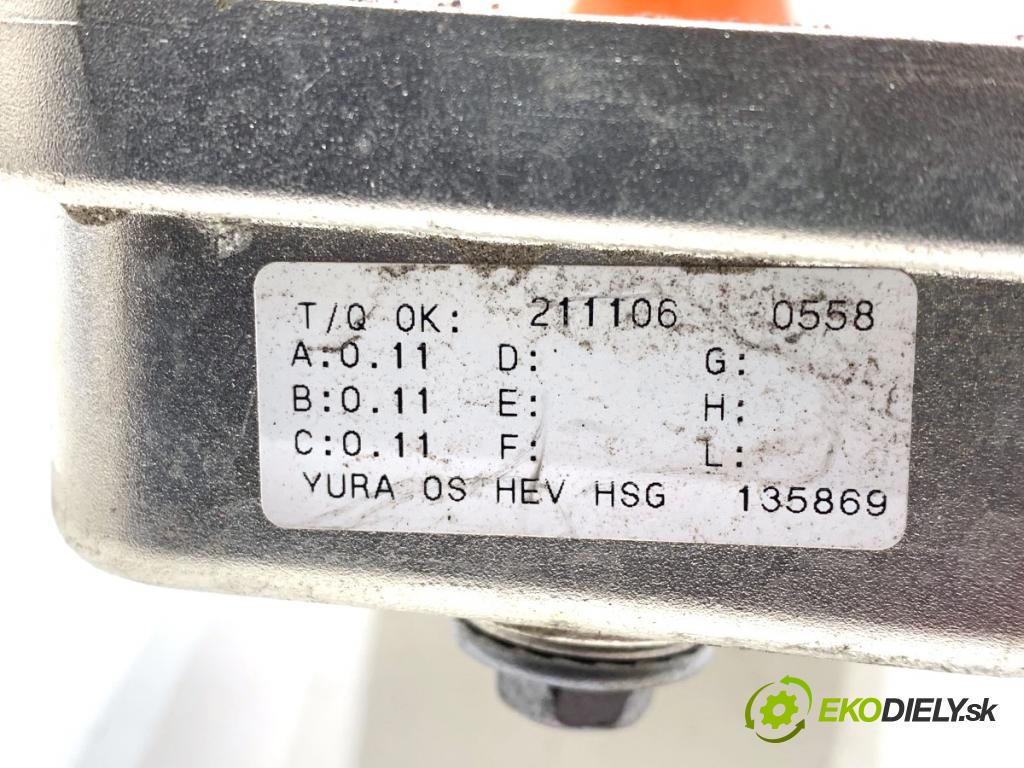 T/Q OK: 211106 0558
A:0.11 D: G:
B:0.11 E: H:
C:0.11 F: L:
YURA OS HEV HSG 135869
EKODIELY.sk